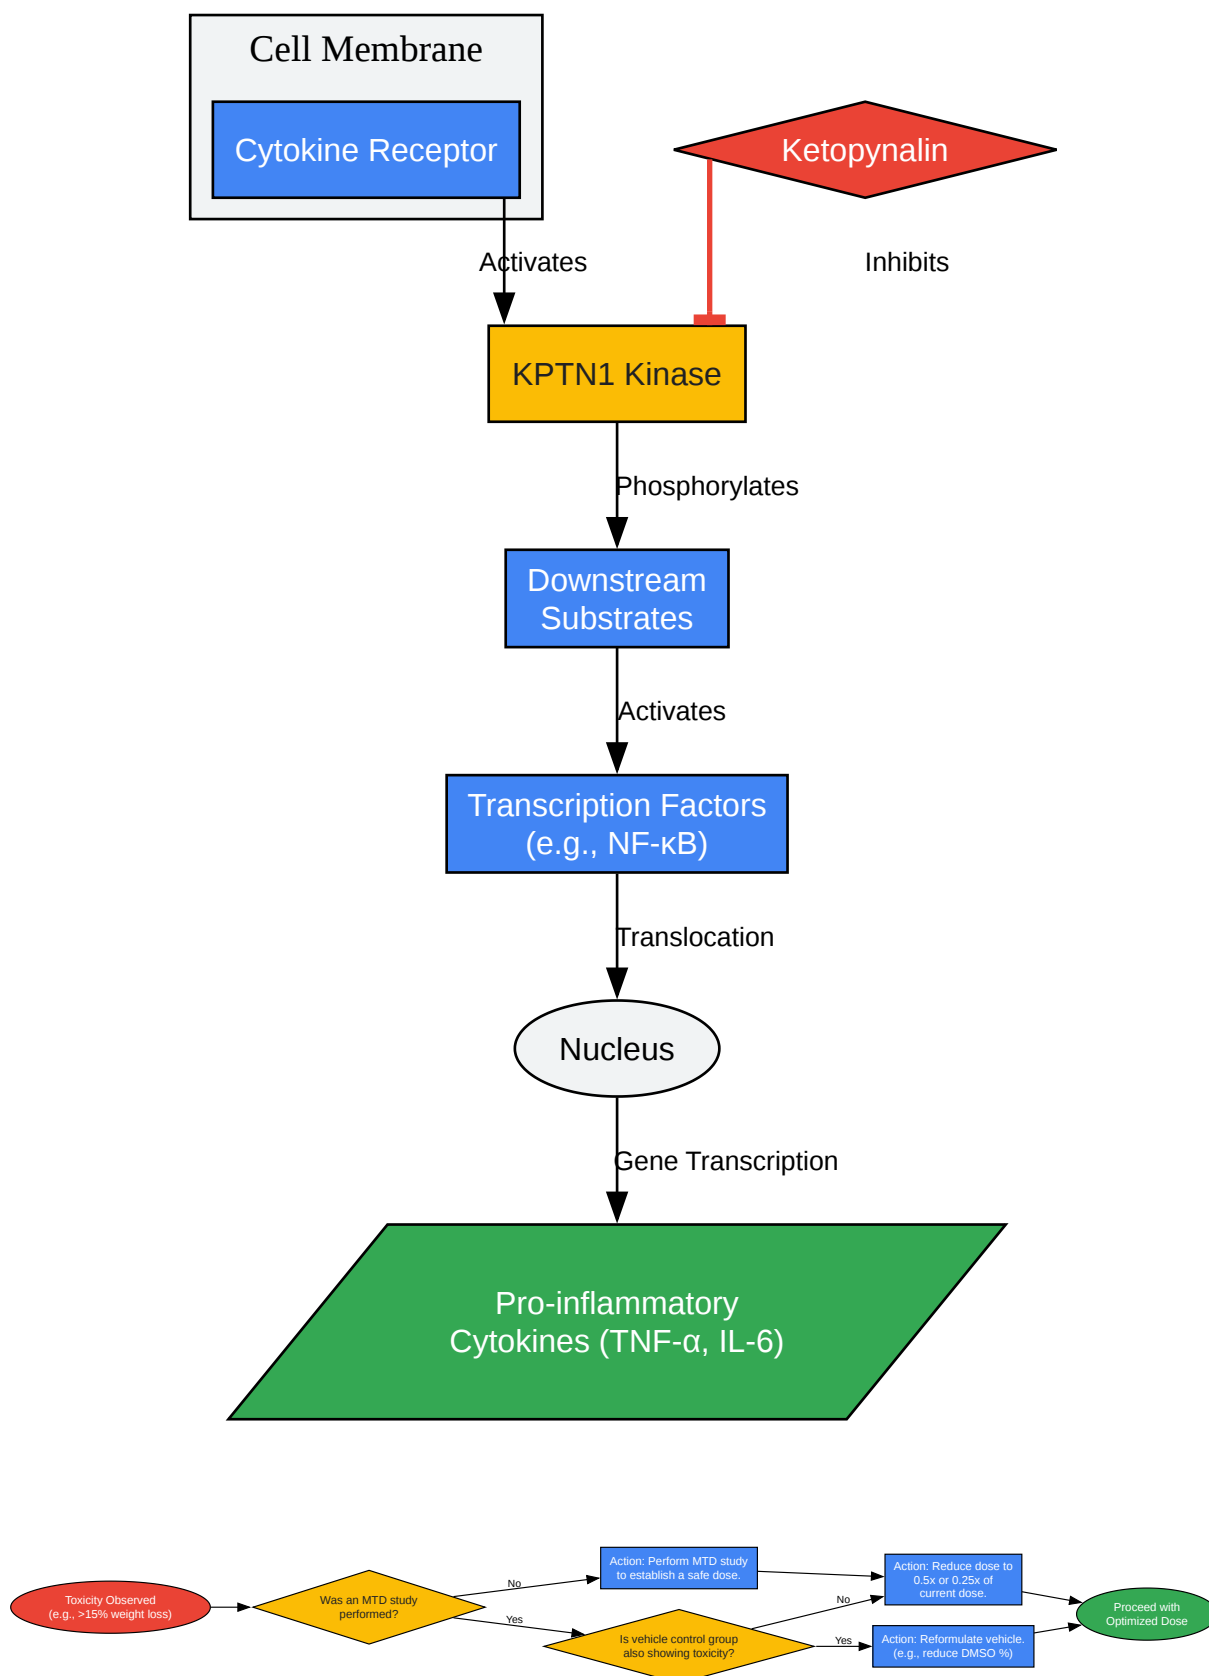 Cell Membrane
Cytokine Receptor
Ketopynalin
Activates
Inhibits
KPTN1 Kinase
Phosphorylates
Downstream
Substrates
Activates
Transcription Factors
(e.g., NF-κB)
Translocation
Nucleus
Gene Transcription
Pro-inflammatory
Cytokines (TNF-α, IL-6)
Toxicity Observed
(e.g., >15% weight loss)
Was an MTD study
performed?
No
Yes
Action: Perform MTD study
to establish a safe dose.
Is vehicle control group
also showing toxicity?
No
Yes
Action: Reduce dose to
0.5x or 0.25x of
current dose.
Action: Reformulate vehicle.
(e.g., reduce DMSO %)
Proceed with
Optimized Dose